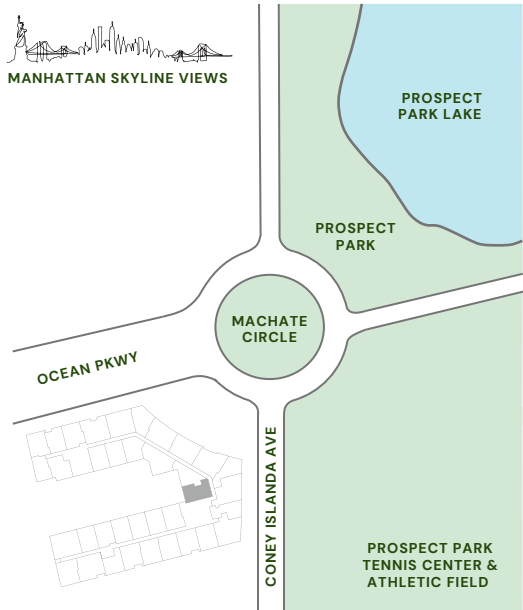 MANHATTAN SKYLINE VIEWS
PROSPECT
PARK LAKE
PROSPECT
PARK
MACHATE
CIRCLE
OCEAN PKWY
CONEY ISLANDA AVE
PROSPECT PARK
TENNIS CENTER &
ATHLETIC FIELD